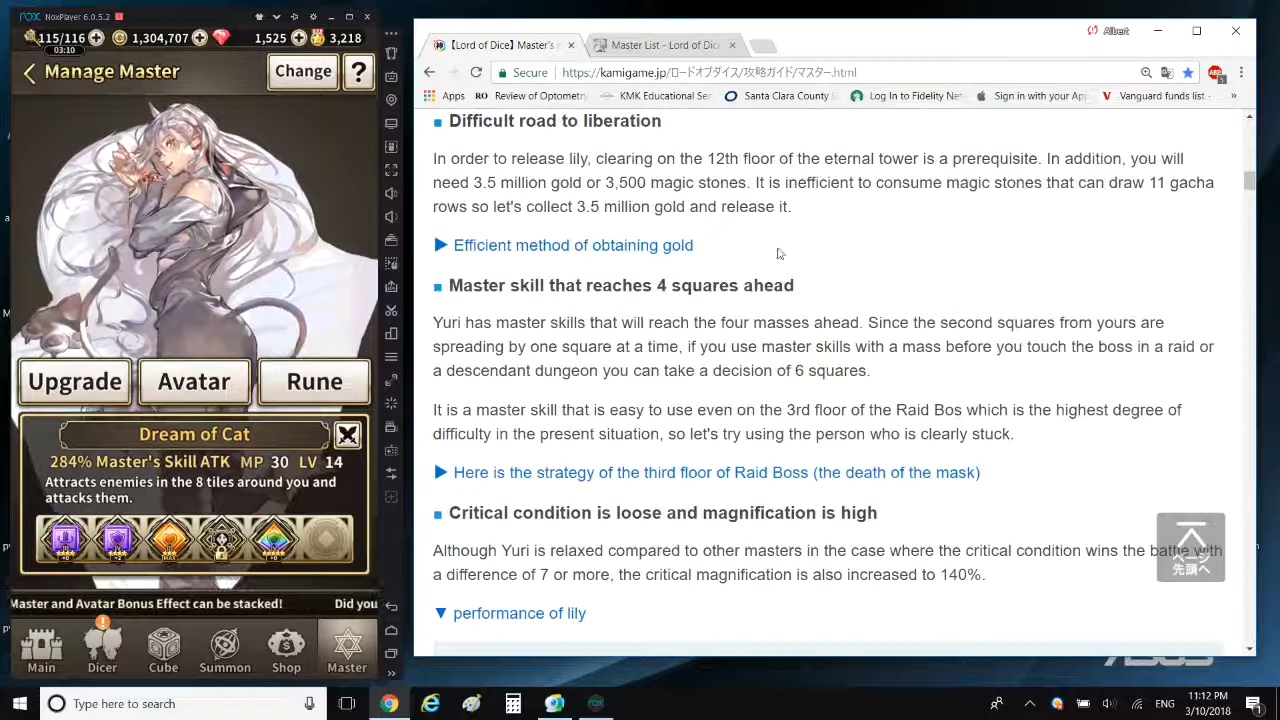 NOX NoxPlayer 6.0.5.2
115/116
03:10
1,304,707
1,525
3,218
Manage Master
Change
?
Upgrade
Avatar
Rune
Dream of Cat
284% Master's Skill ATK MP 30 LV 14
Attracts enemies in the 8 tiles around you and
attacks them.
Master and Avatar Bonus Effect can be stacked! Did you
Main
Dicer
Cube
Summon
Shop
Master
Albert
【Lord of Dice】Master's
Master List - Lord of Dice
Secure
https://kamigame.jp/ロードオブダイス/攻略ガイド/マスター.html
Apps
RO Review of Optometry
KMK Educational Ser
Santa Clara County
Log In to Fidelity Net
Sign in with your App
Vanguard funds list -
Difficult road to liberation
In order to release lily, clearing on the 12th floor of the eternal tower is a prerequisite. In addition, you will
need 3.5 million gold or 3,500 magic stones. It is inefficient to consume magic stones that can draw 11 gacha
rows so let's collect 3.5 million gold and release it.
Efficient method of obtaining gold
Master skill that reaches 4 squares ahead
Yuri has master skills that will reach the four masses ahead. Since the second squares from yours are
spreading by one square at a time, if you use master skills with a mass before you touch the boss in a raid or
a descendant dungeon you can take a decision of 6 squares.
It is a master skill that is easy to use even on the 3rd floor of the Raid Bos which is the highest degree of
difficulty in the present situation, so let's try using the person who is clearly stuck.
Here is the strategy of the third floor of Raid Boss (the death of the mask)
Critical condition is loose and magnification is high
Although Yuri is relaxed compared to other masters in the case where the critical condition wins the battle with
a difference of 7 or more, the critical magnification is also increased to 140%.
performance of lily
先頭へ
Type here to search
ENG
11:12 PM
3/10/2018